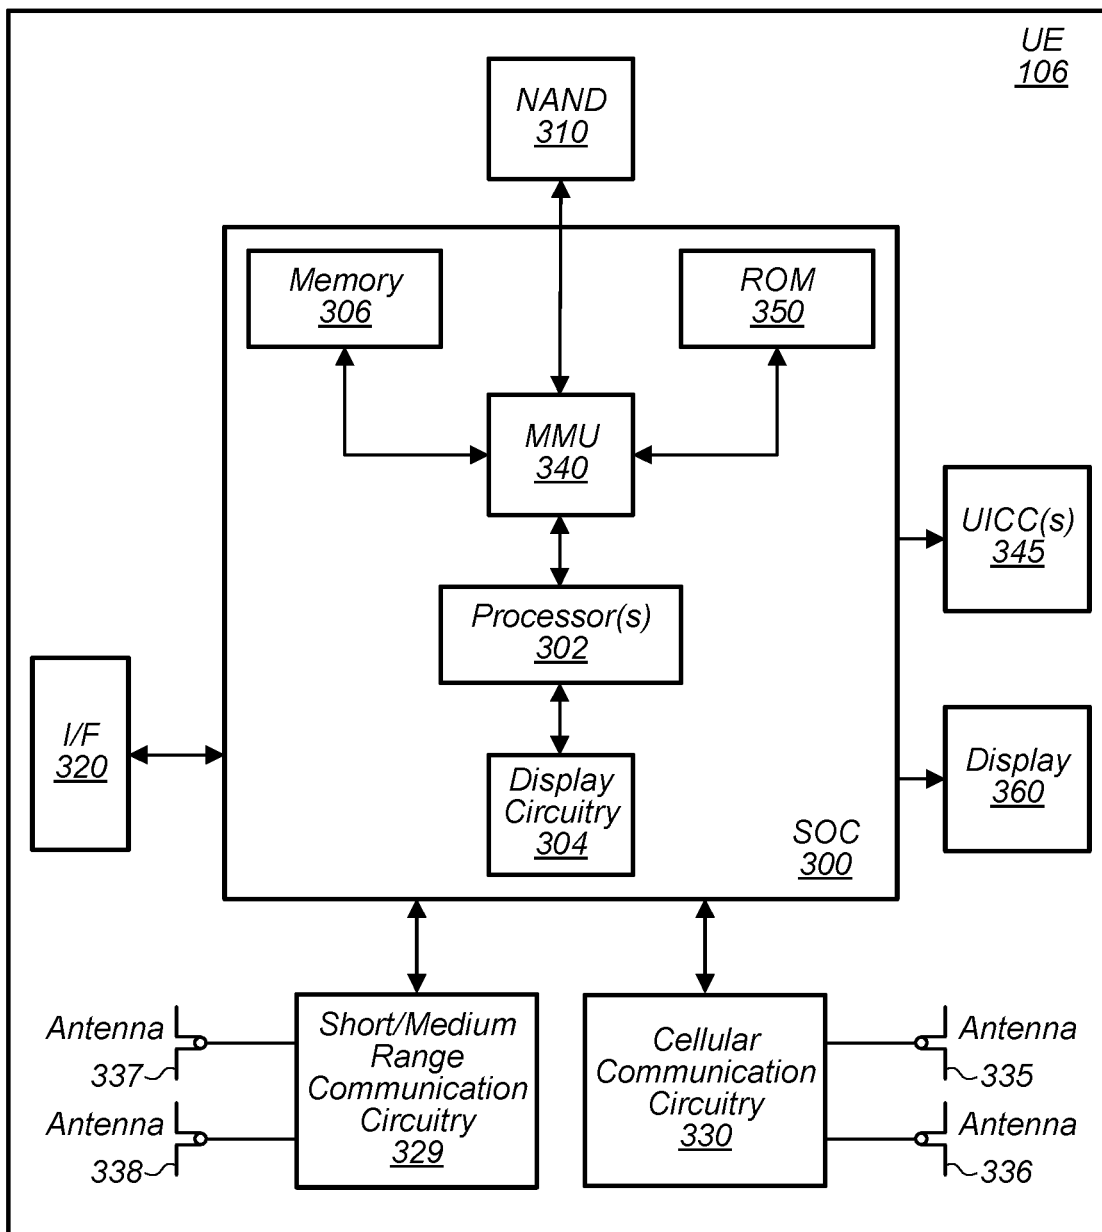 UE
106
NAND
310
Memory
306
ROM
350
MMU
340
UICC(s)
345
Processor(s)
302
I/F
320
Display
Circuitry
304
Display
360
SOC
300
Antenna
337
Antenna
338
Short/Medium
Range
Communication
Circuitry
329
Cellular
Communication
Circuitry
330
Antenna
335
Antenna
336